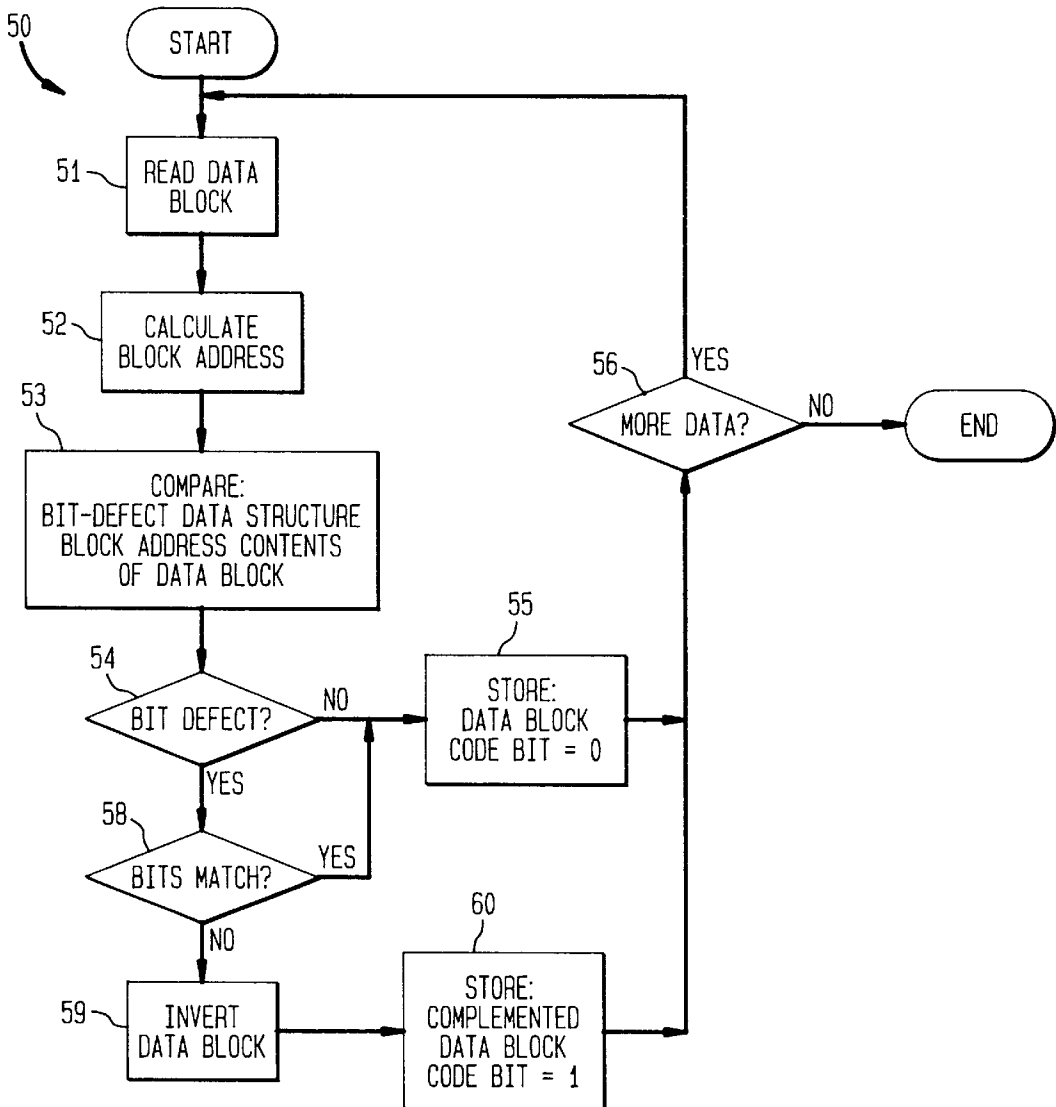 50
START
51
READ DATA
BLOCK
52
CALCULATE
BLOCK ADDRESS
53
COMPARE:
BIT-DEFECT DATA STRUCTURE
BLOCK ADDRESS CONTENTS
OF DATA BLOCK
54
BIT DEFECT?
NO
YES
55
STORE:
DATA BLOCK
CODE BIT = 0
56
MORE DATA?
YES
NO
END
58
BITS MATCH?
YES
NO
59
INVERT
DATA BLOCK
60
STORE:
COMPLEMENTED
DATA BLOCK
CODE BIT = 1